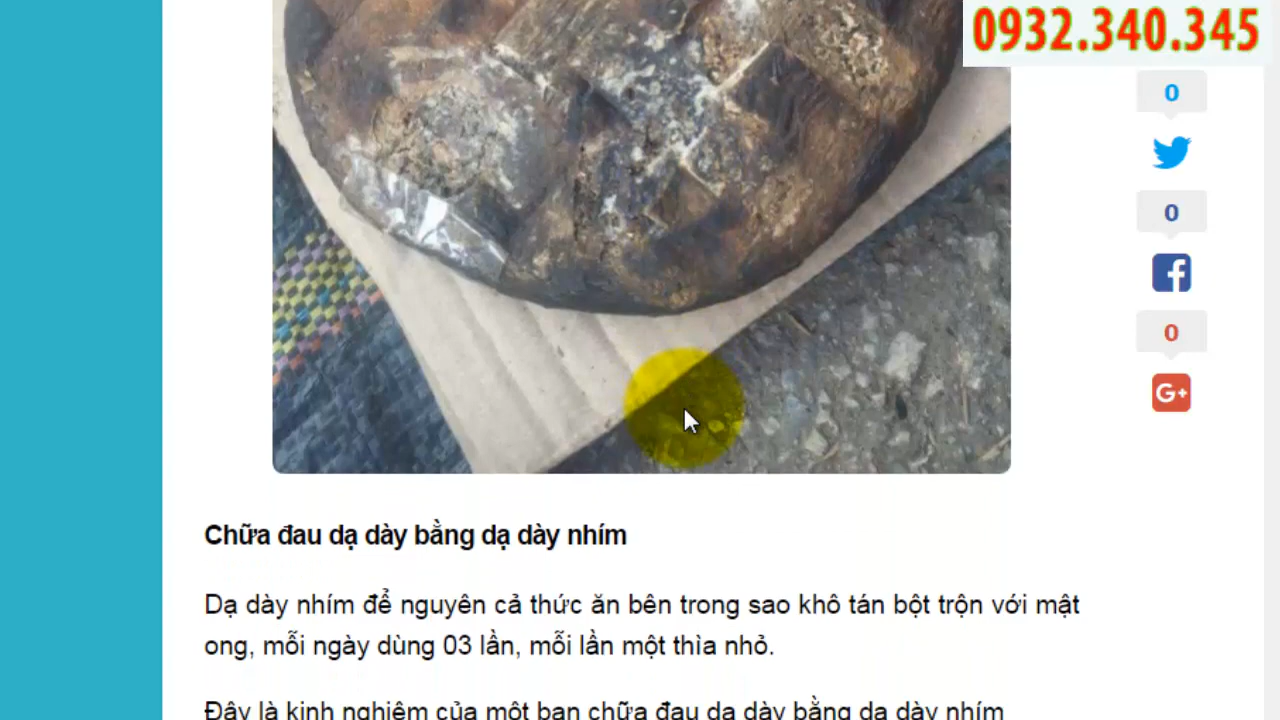 0932.340.345
0
0
0
G+
Chữa đau dạ dày bằng dạ dày nhím
Dạ dày nhím để nguyên cả thức ăn bên trong sao khô tán bột trộn với mật
ong, mỗi ngày dùng 03 lần, mỗi lần một thìa nhỏ.
Đây là kinh nghiệm của một bạn chữa đau dạ dày bằng dạ dày nhím